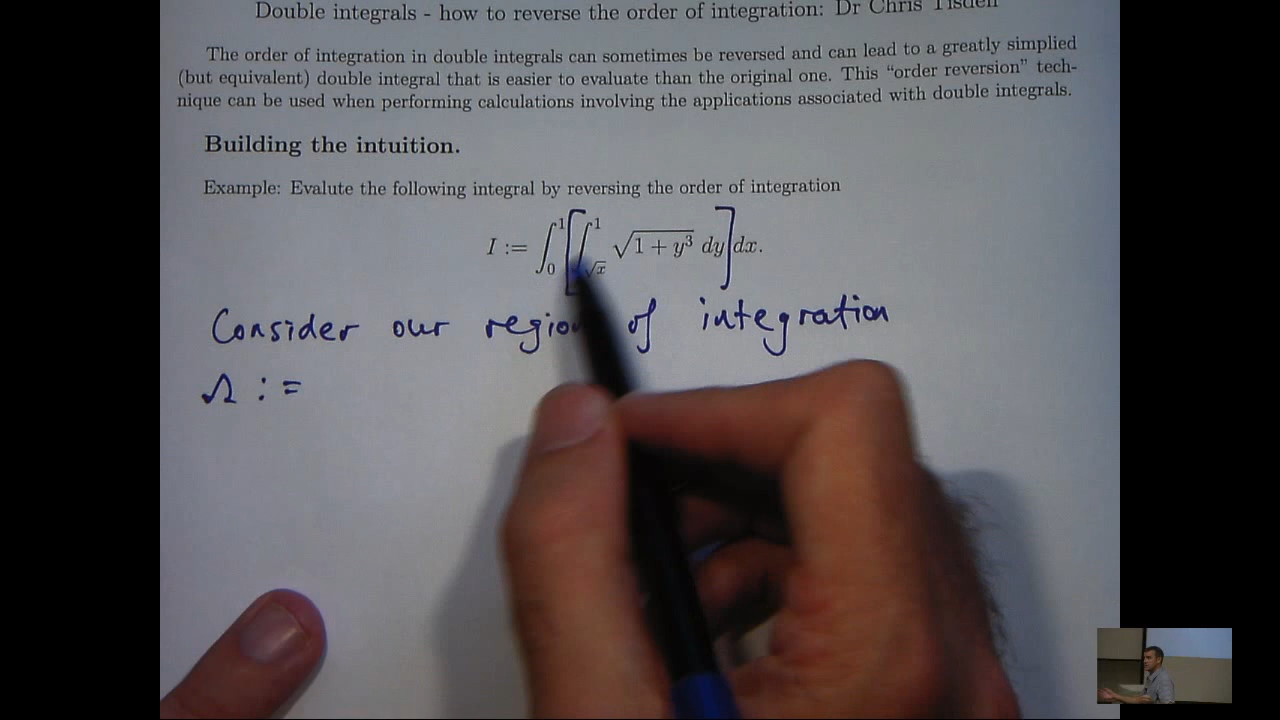 Double integrals - how to reverse the order of integration: Dr Chris Tisdell
The order of integration in double integrals can sometimes be reversed and can lead to a greatly simplied
(but equivalent) double integral that is easier to evaluate than the original one. This “order reversion” tech-
nique can be used when performing calculations involving the applications associated with double integrals.
Building the intuition.
Example: Evalute the following integral by reversing the order of integration
I := ∫₀¹ [∫_{√x}^1 √(1 + y³) dy] dx.
Consider our region of integration
Ω :=